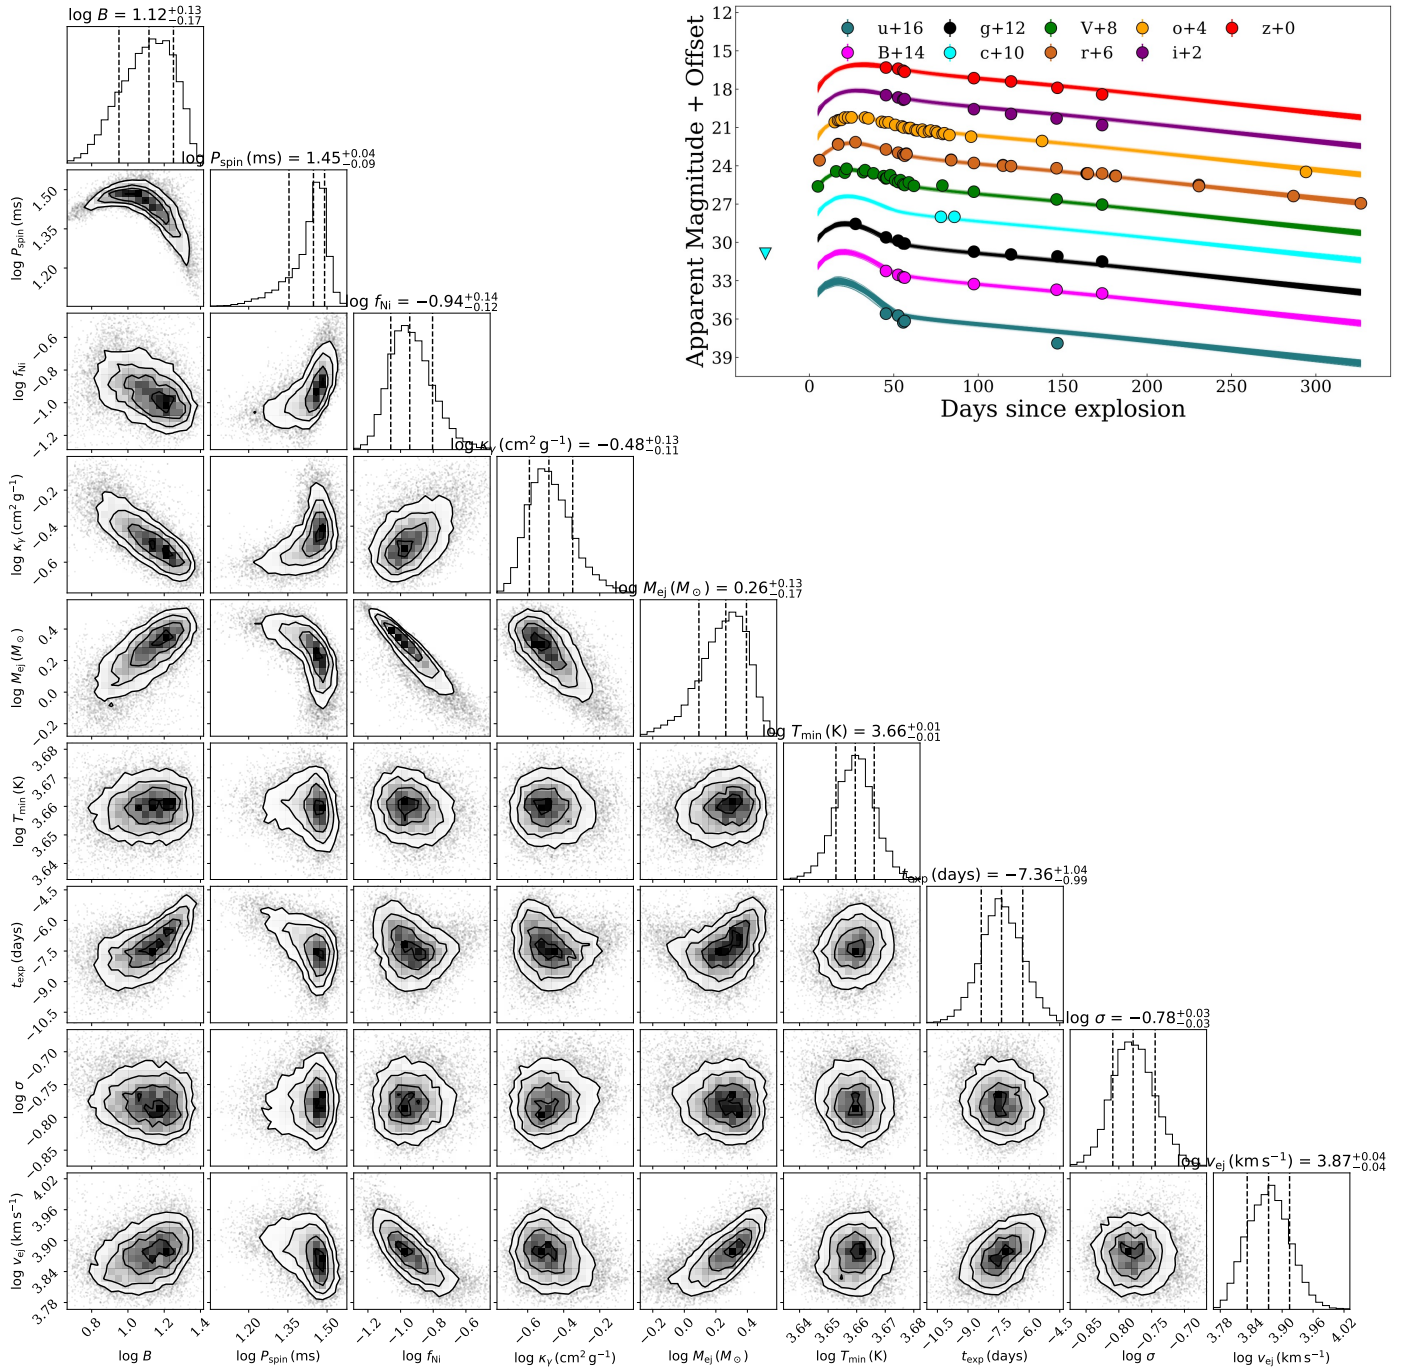 log B = 1.12 +0.13 −0.17
12
15
18
21
24
27
30
33
36
39
Apparent Magnitude + Offset
u+16 g+12 V+8 o+4 z+0
B+14 c+10 r+6 i+2
0 50 100 150 200 250 300
Days since explosion
log P_spin (ms) = 1.45 +0.04 −0.09
1.50
1.35
1.20
log P_spin (ms)
log f_Ni = −0.94 +0.14 −0.12
−0.6
−0.8
−1.0
−1.2
log f_Ni
log κ_γ (cm² g⁻¹) = −0.48 +0.13 −0.11
−0.2
−0.4
−0.6
log κ_γ (cm² g⁻¹)
log M_ej (M_⊙) = 0.26 +0.13 −0.17
0.4
0.2
0.0
−0.2
log M_ej (M_⊙)
log T_min (K) = 3.66 +0.01 −0.01
3.68
3.67
3.66
3.65
3.64
log T_min (K)
t_exp (days) = −7.36 +1.04 −0.99
−4.5
−6.0
−7.5
−9.0
−10.5
t_exp (days)
log σ = −0.78 +0.03 −0.03
−0.70
−0.75
−0.80
−0.85
log σ
log v_ej (km s⁻¹) = 3.87 +0.04 −0.04
4.02
3.96
3.90
3.84
3.78
log v_ej (km s⁻¹)
0.8 1.0 1.2 1.4 1.20 1.35 1.50 −1.2 −1.0 −0.8 −0.6 −0.6 −0.4 −0.2 −0.2 0.0 0.2 0.4 3.64 3.65 3.66 3.67 3.68 −10.5 −9.0 −7.5 −6.0 −4.5 −0.85 −0.80 −0.75 −0.70 3.78 3.84 3.90 3.96 4.02
log B log P_spin (ms) log f_Ni log κ_γ (cm² g⁻¹) log M_ej (M_⊙) log T_min (K) t_exp (days) log σ log v_ej (km s⁻¹)